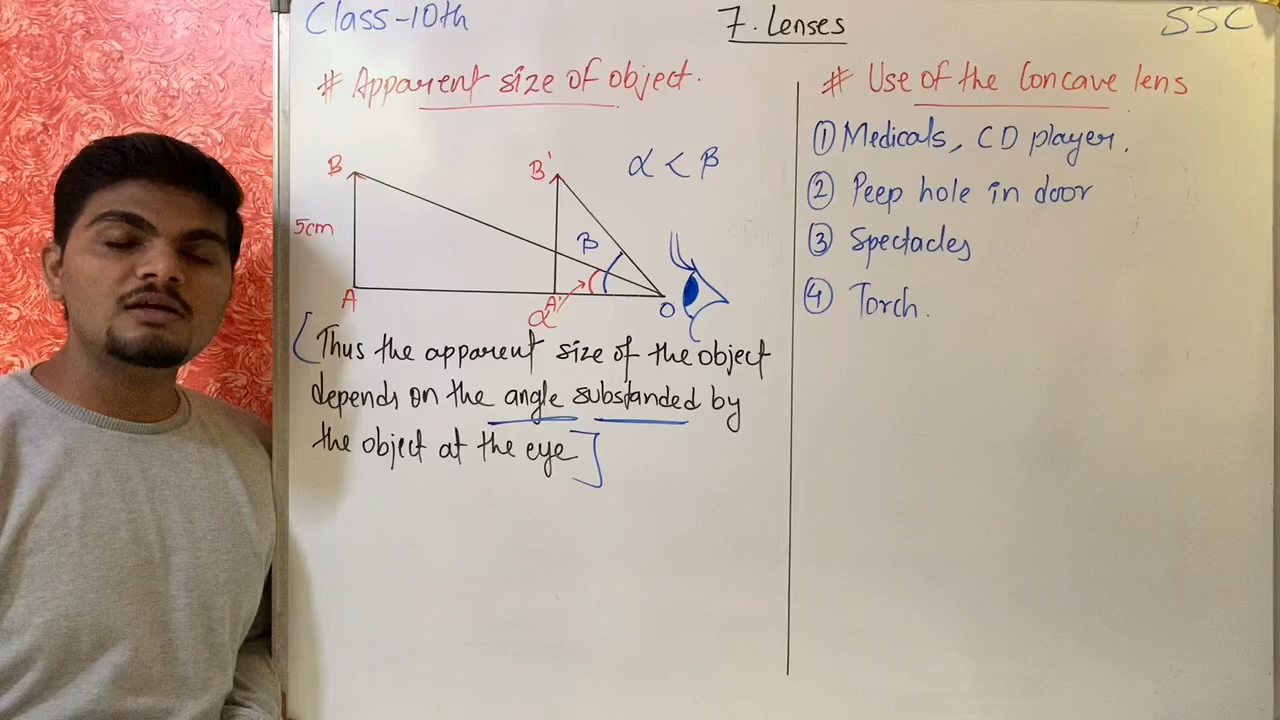 Class-10th
7. Lenses
SSC
# Apparent size of object.
B
B'
α < β
5cm
β
A
A'
α
O
Thus the apparent size of the object
depends on the angle substanded by
the object at the eye
# Use of the Concave lens
① Medicals, CD player.
② Peep hole in door
③ Spectacles
④ Torch.